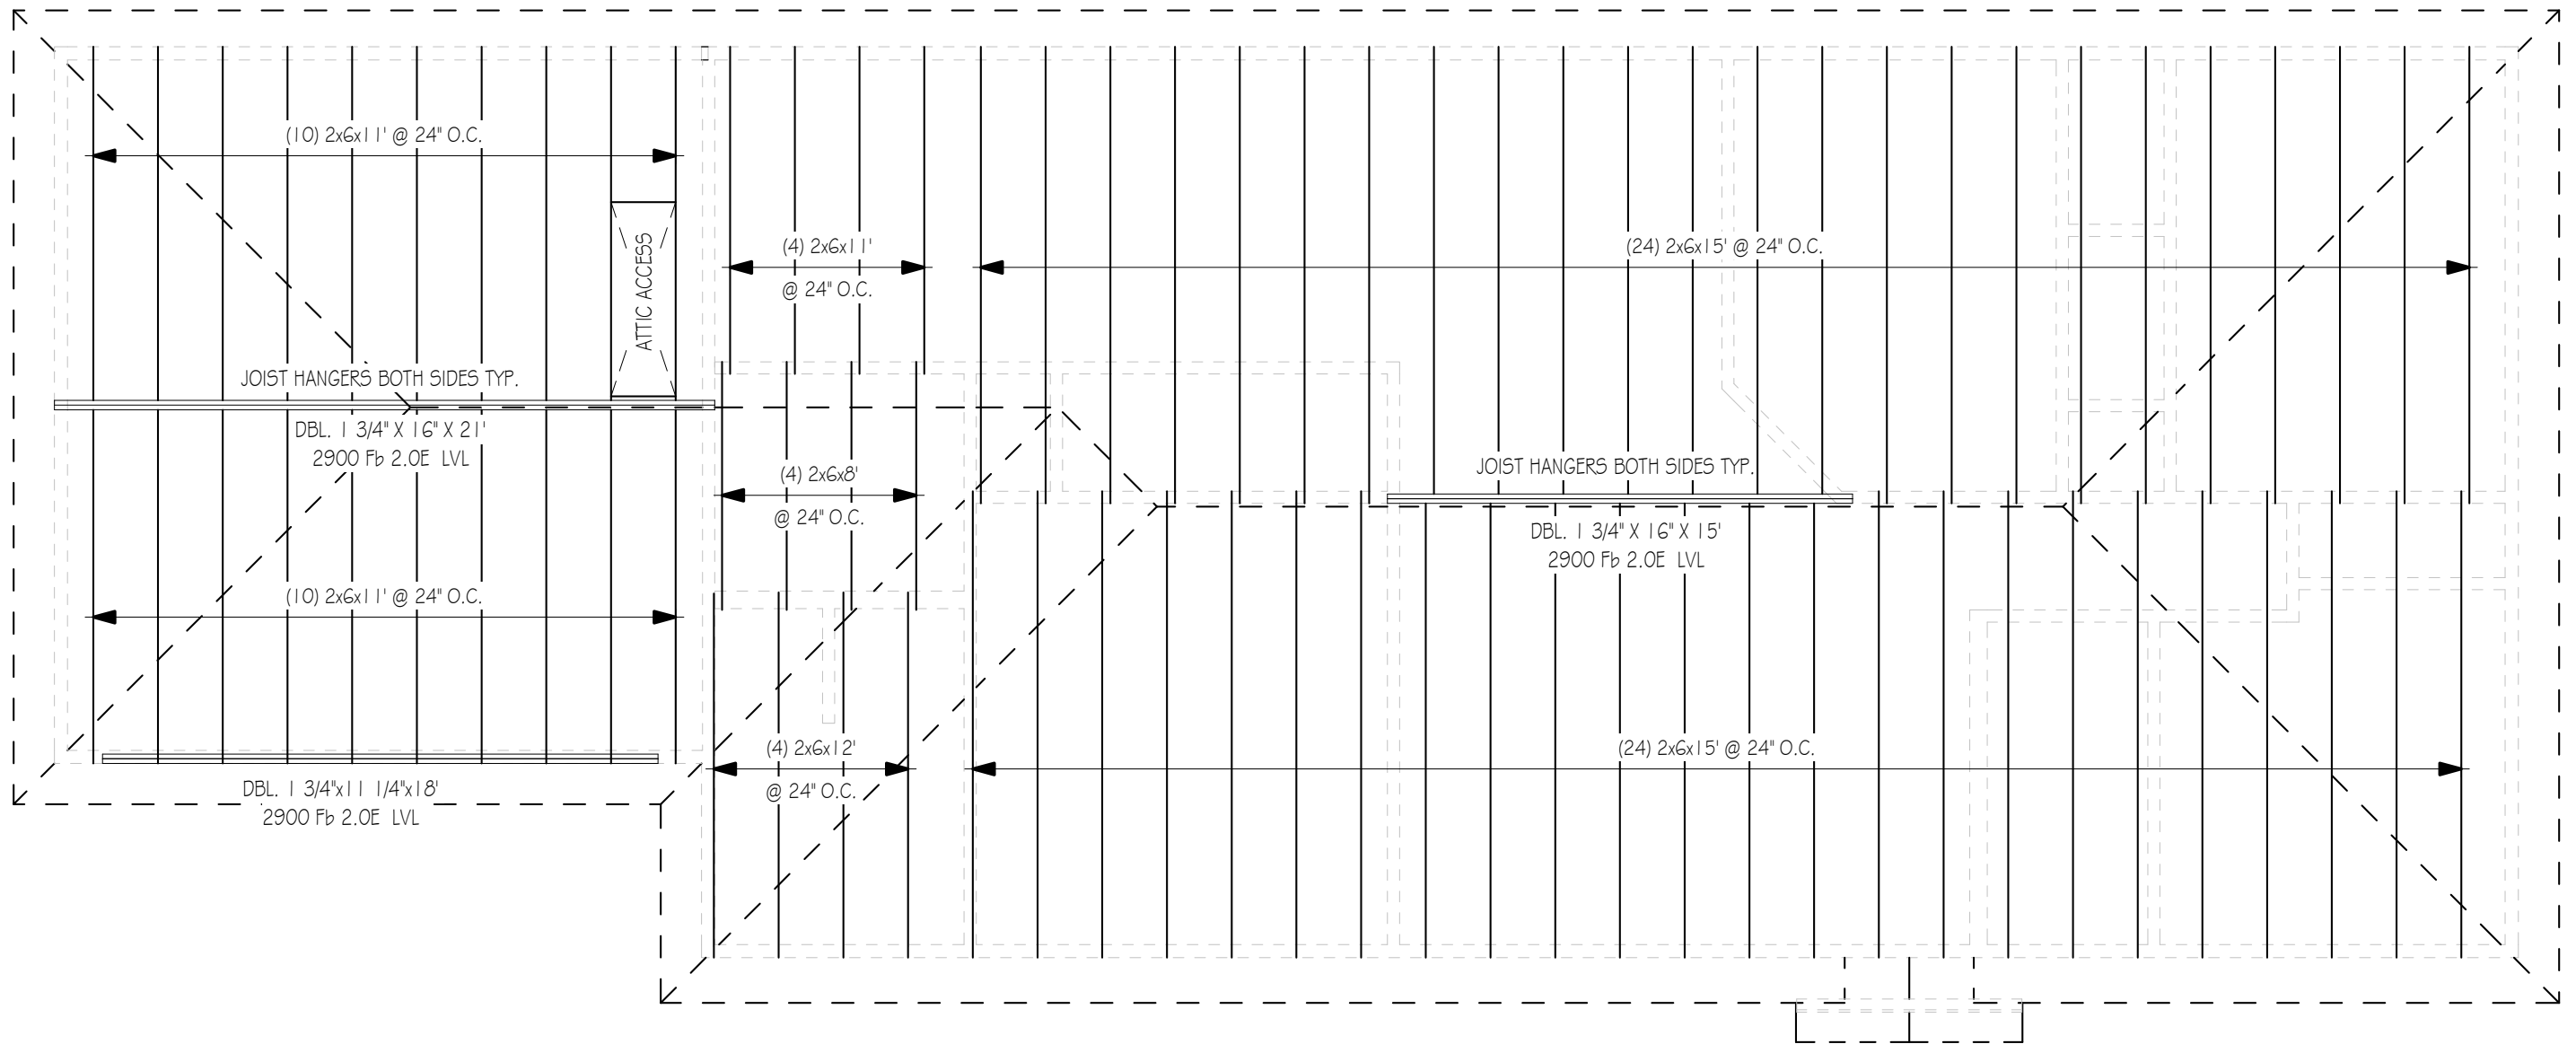 (10) 2x6x11' @ 24" O.C.
(4) 2x6x11'
@ 24" O.C.
(24) 2x6x15' @ 24" O.C.
ATTIC ACCESS
JOIST HANGERS BOTH SIDES TYP.
DBL. 1 3/4" X 16" X 21'
2900 Fb 2.0E LVL
(4) 2x6x8'
@ 24" O.C.
JOIST HANGERS BOTH SIDES TYP.
DBL. 1 3/4" X 16" X 15'
2900 Fb 2.0E LVL
(10) 2x6x11' @ 24" O.C.
(4) 2x6x12'
@ 24" O.C.
(24) 2x6x15' @ 24" O.C.
DBL. 1 3/4"x11 1/4"x18'
2900 Fb 2.0E LVL